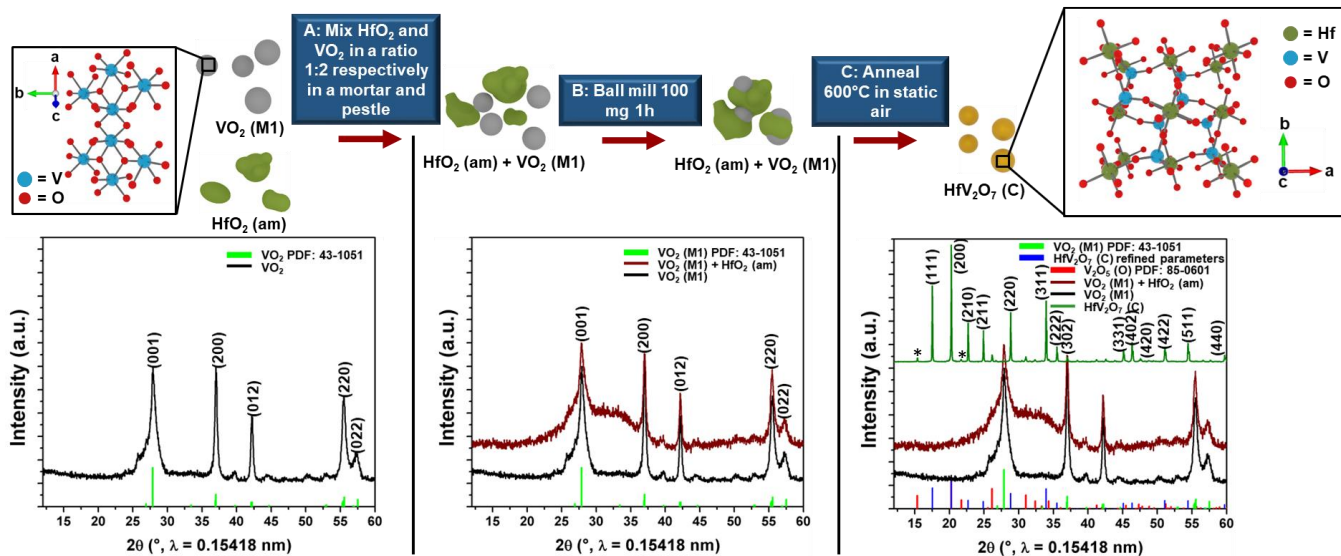 A: Mix HfO₂ and
VO₂ in a ratio
1:2 respectively
in a mortar and
pestle
B: Ball mill 100
mg 1h
C: Anneal
600°C in static
air
a
b
c
= V
= O
VO₂ (M1)
HfO₂ (am)
HfO₂ (am) + VO₂ (M1)
HfO₂ (am) + VO₂ (M1)
HfV₂O₇ (C)
= Hf
= V
= O
b
c
a
VO₂ PDF: 43-1051
VO₂
(001)
(200)
(012)
(220)
(022)
Intensity (a.u.)
15 20 25 30 35 40 45 50 55 60
2θ (°, λ = 0.15418 nm)
VO₂ (M1) PDF: 43-1051
VO₂ (M1) + HfO₂ (am)
VO₂ (M1)
(001)
(200)
(012)
(220)
(022)
Intensity (a.u.)
15 20 25 30 35 40 45 50 55 60
2θ (°, λ = 0.15418 nm)
VO₂ (M1) PDF: 43-1051
HfV₂O₇ (C) refined parameters
V₂O₅ (O) PDF: 85-0601
VO₂ (M1) + HfO₂ (am)
VO₂ (M1)
HfV₂O₇ (C)
*
(111)
(200)
*
(210)
(211)
(220)
(311)
(222)
(302)
(331)
(402)
(420)
(422)
(511)
(440)
Intensity (a.u.)
15 20 25 30 35 40 45 50 55 60
2θ (°, λ = 0.15418 nm)